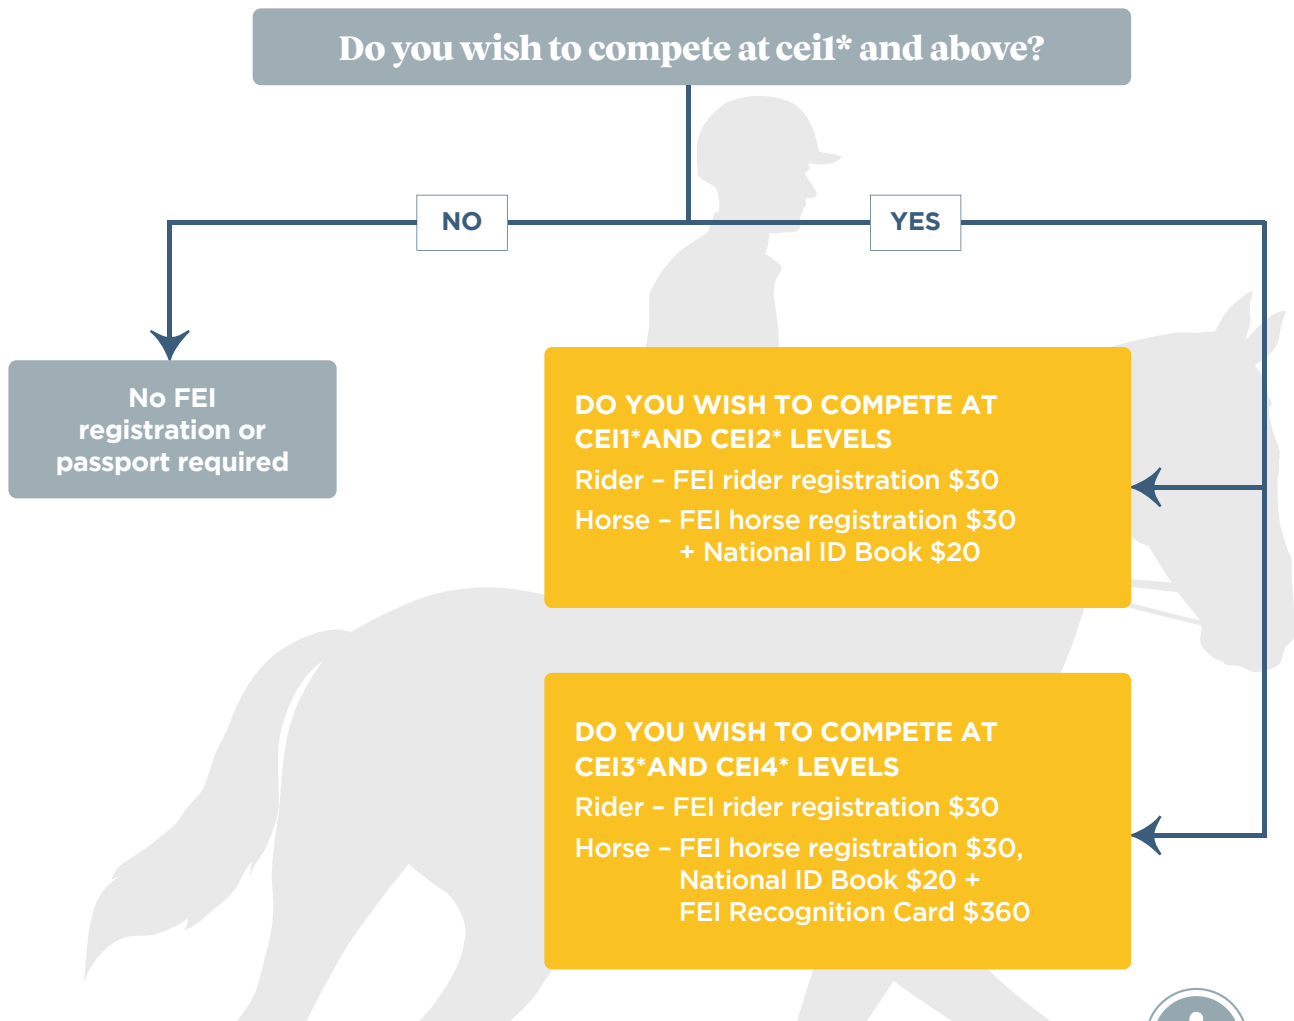 Do you wish to compete at cei1* and above?
NO
YES
No FEI
registration or
passport required
DO YOU WISH TO COMPETE AT
CEI1*AND CEI2* LEVELS
Rider – FEI rider registration $30
Horse – FEI horse registration $30
+ National ID Book $20
DO YOU WISH TO COMPETE AT
CEI3*AND CEI4* LEVELS
Rider – FEI rider registration $30
Horse – FEI horse registration $30,
National ID Book $20 +
FEI Recognition Card $360